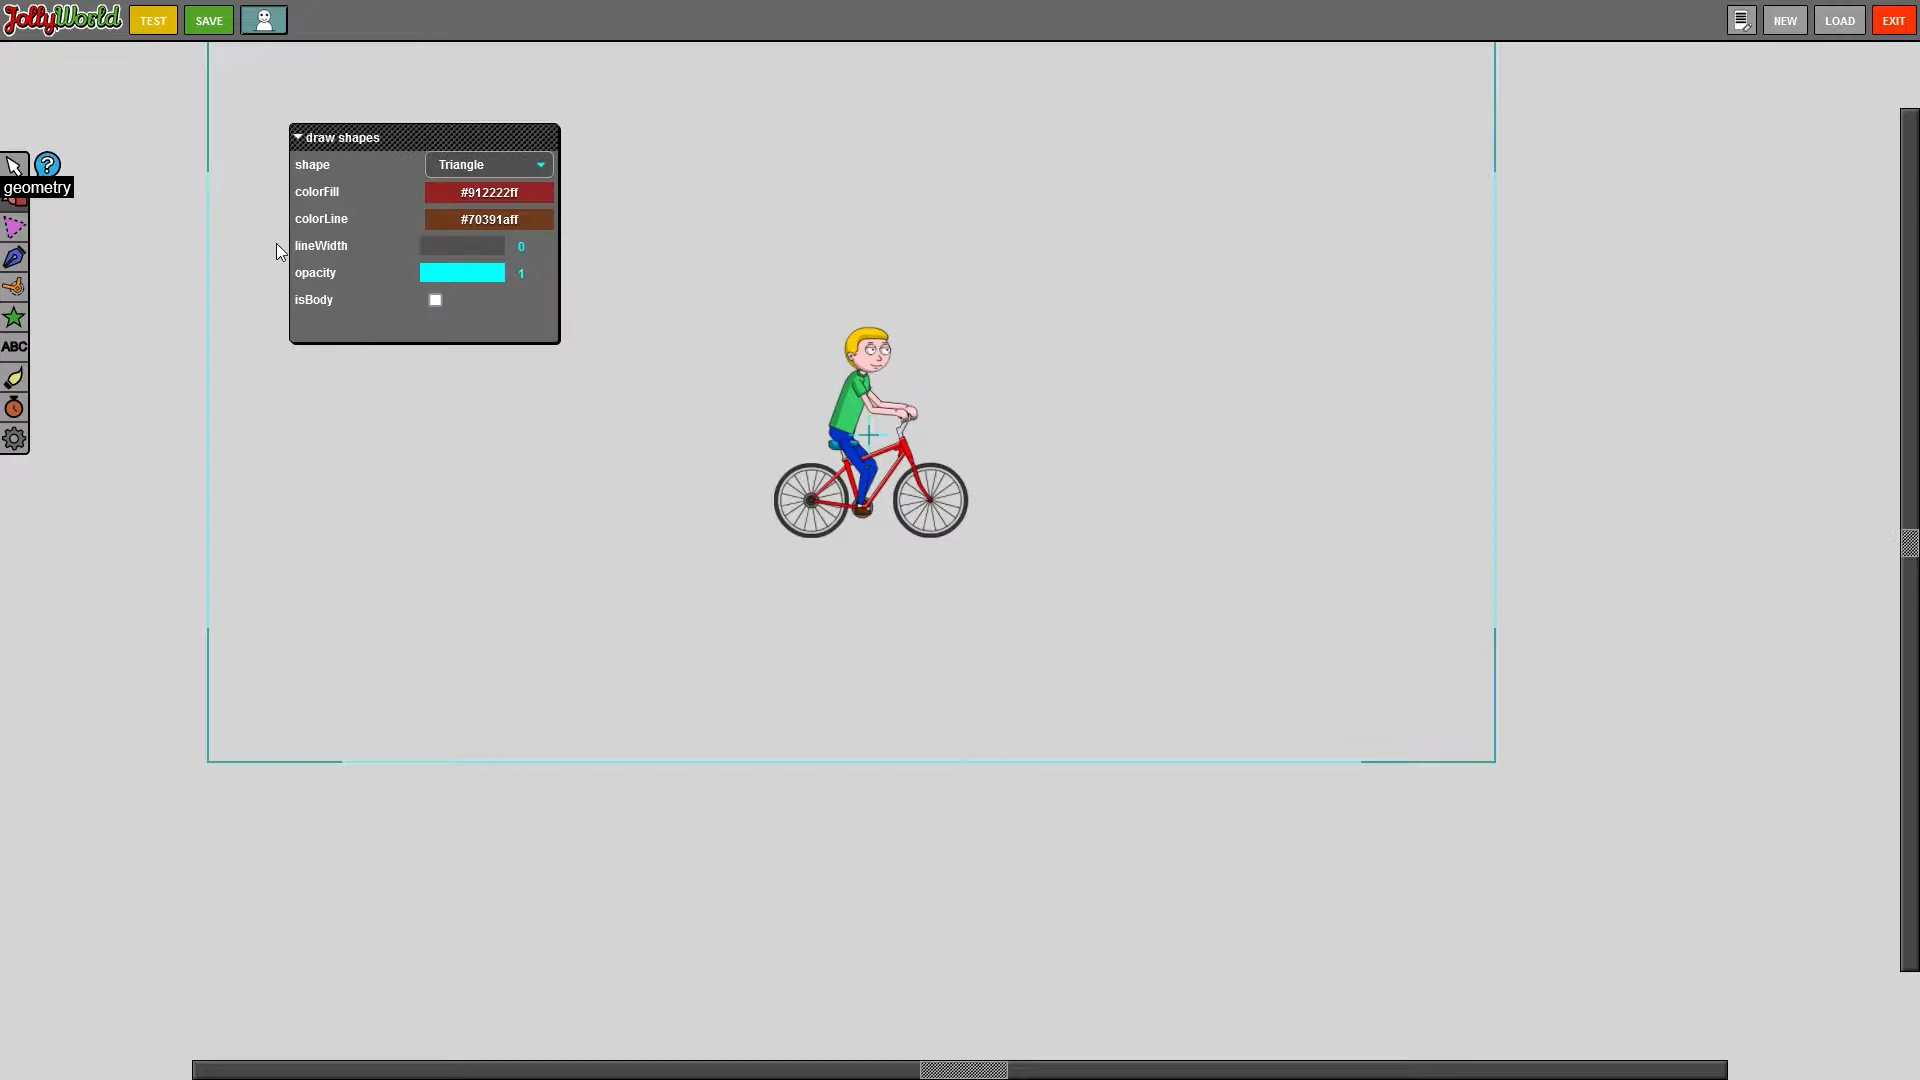 JollyWorld
TEST
SAVE
NEW
LOAD
EXIT
draw shapes
shape
Triangle
colorFill
#912222ff
colorLine
#70391aff
lineWidth
0
opacity
1
isBody
?
geometry
ABC